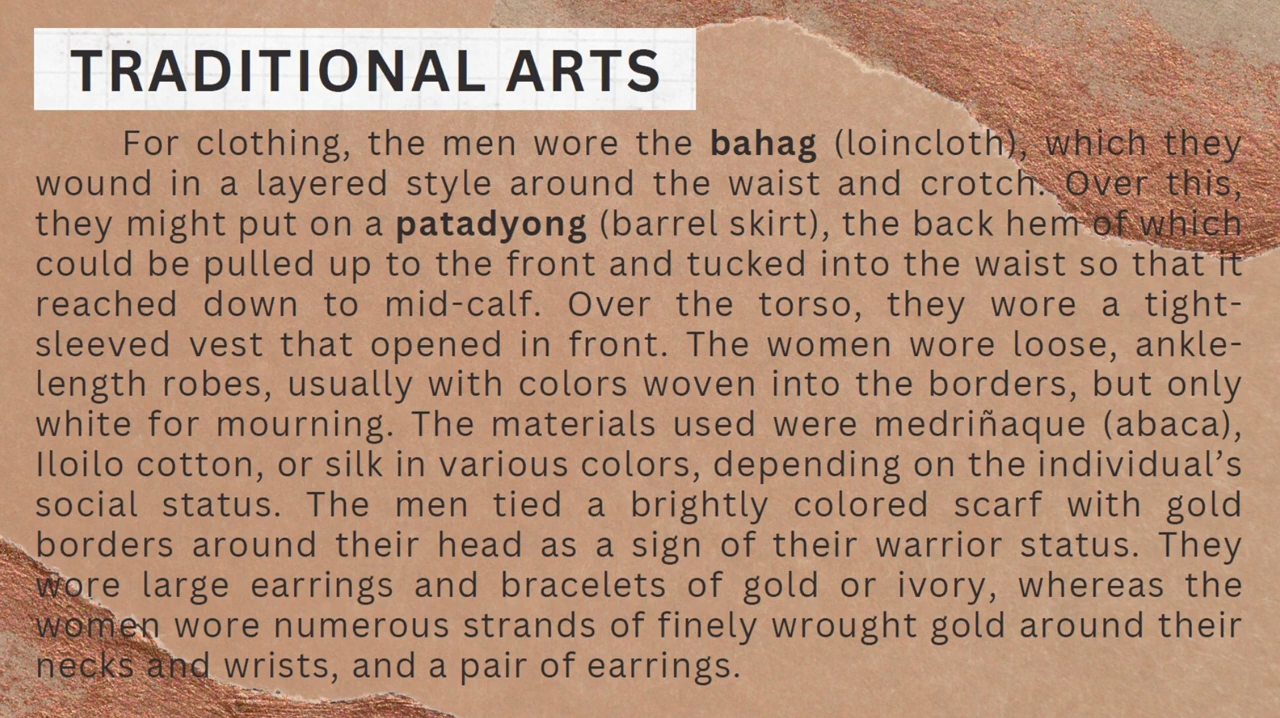 TRADITIONAL ARTS
For clothing, the men wore the bahag (loincloth), which they
wound in a layered style around the waist and crotch. Over this,
they might put on a patadyong (barrel skirt), the back hem of which
could be pulled up to the front and tucked into the waist so that it
reached down to mid-calf. Over the torso, they wore a tight-
sleeved vest that opened in front. The women wore loose, ankle-
length robes, usually with colors woven into the borders, but only
white for mourning. The materials used were medriñaque (abaca),
Iloilo cotton, or silk in various colors, depending on the individual’s
social status. The men tied a brightly colored scarf with gold
borders around their head as a sign of their warrior status. They
wore large earrings and bracelets of gold or ivory, whereas the
women wore numerous strands of finely wrought gold around their
necks and wrists, and a pair of earrings.